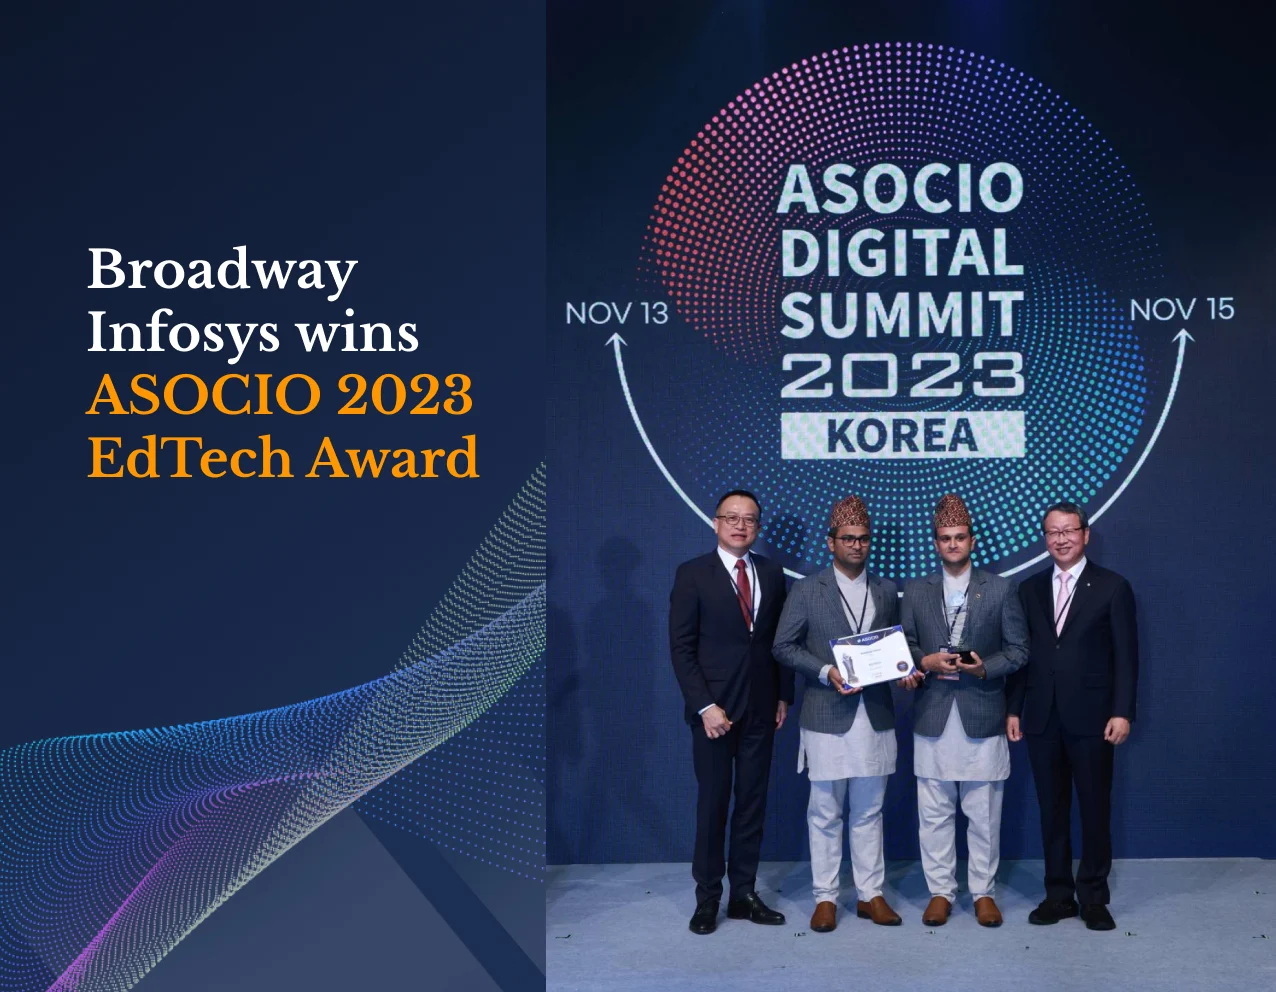 Broadway
Infosys wins
ASOCIO 2023
EdTech Award
ASOCIO
DIGITAL
SUMMIT
2023
KOREA
NOV 13
NOV 15
ASOCIO